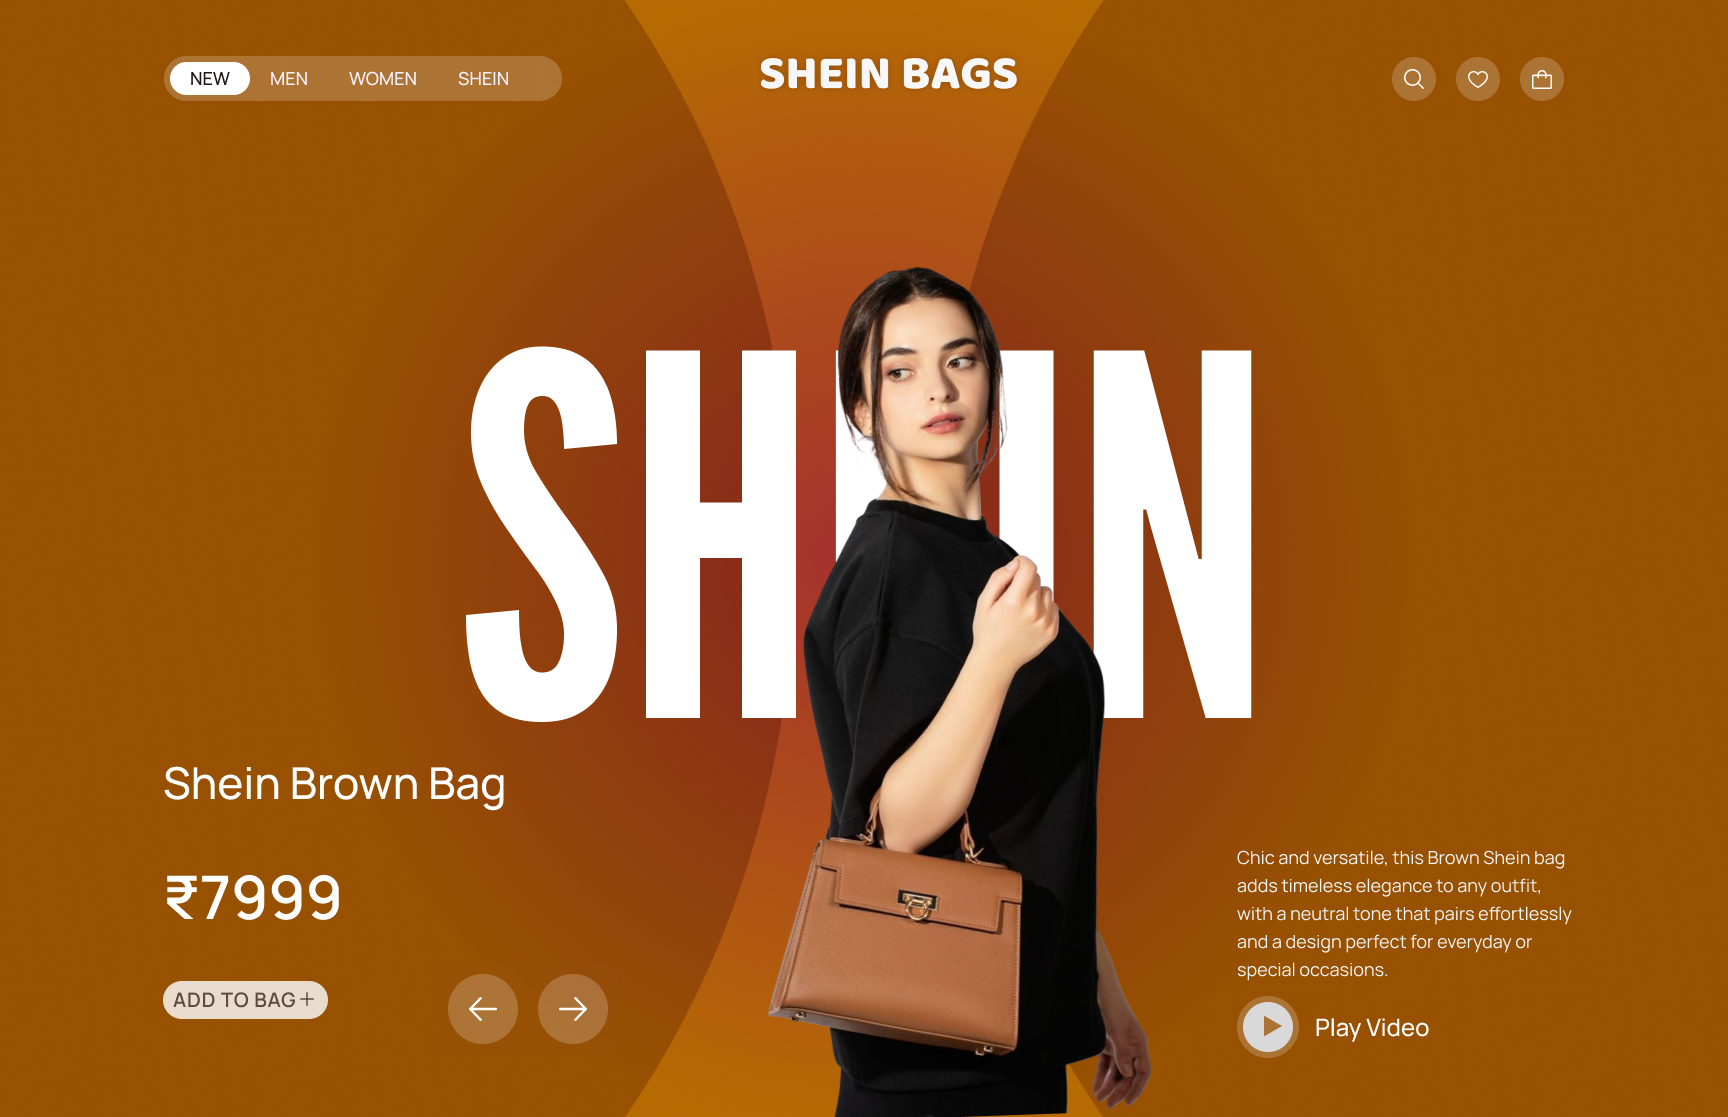 NEW MEN WOMEN SHEIN
SHEIN BAGS
SHEIN
Shein Brown Bag
₹7999
ADD TO BAG+
Chic and versatile, this Brown Shein bag
adds timeless elegance to any outfit,
with a neutral tone that pairs effortlessly
and a design perfect for everyday or
special occasions.
Play Video